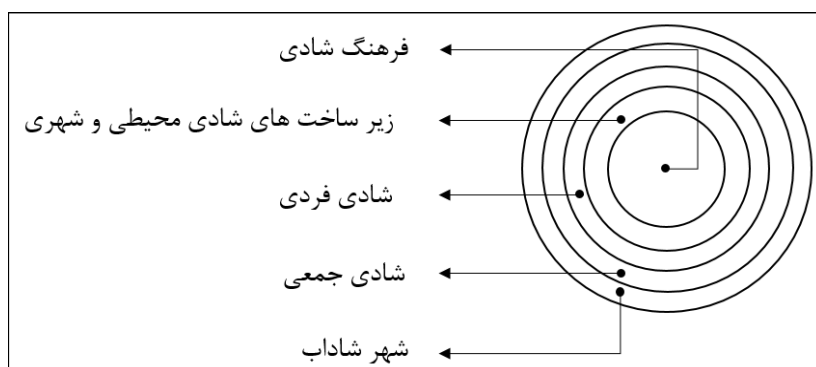 فرهنگ شادی
زیر ساخت های شادی محیطی و شهری
شادی فردی
شادی جمعی
شهر شاداب